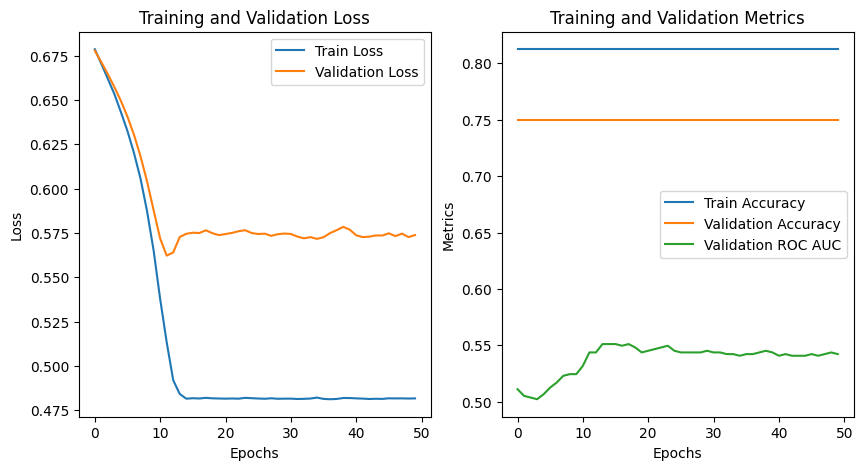 Training and Validation Loss
0.675
0.650
0.625
0.600
0.575
0.550
0.525
0.500
0.475
Loss
0
10
20
30
40
50
Epochs
Train Loss
Validation Loss
Training and Validation Metrics
0.80
0.75
0.70
0.65
0.60
0.55
0.50
Metrics
0
10
20
30
40
50
Epochs
Train Accuracy
Validation Accuracy
Validation ROC AUC